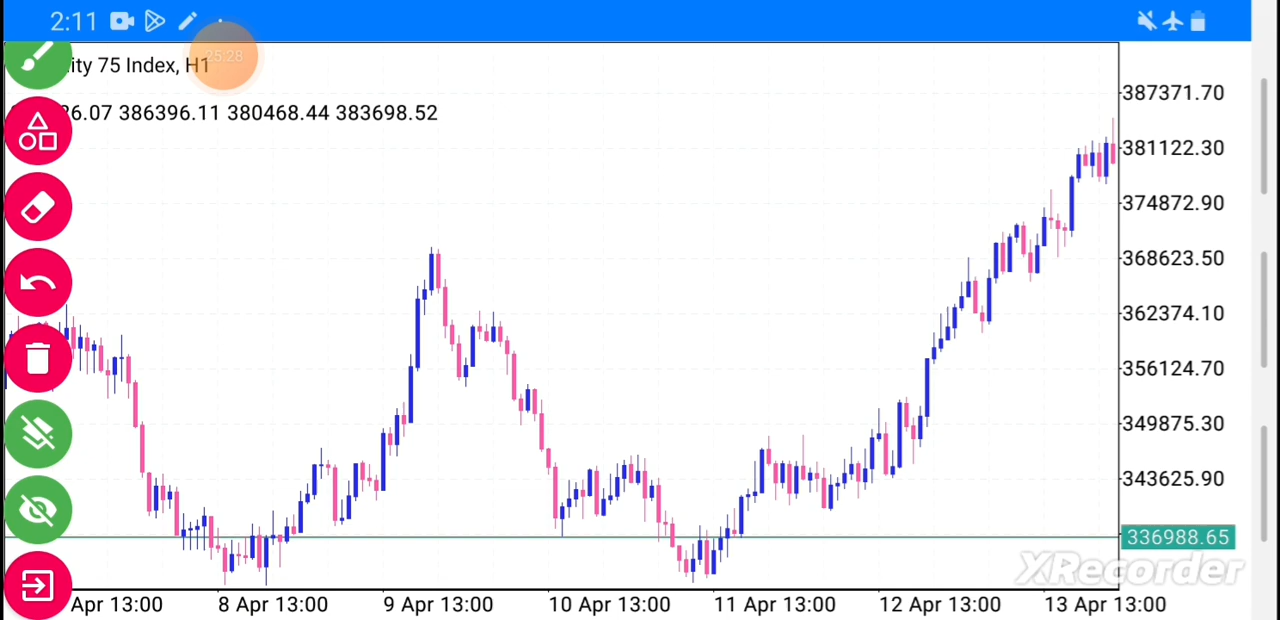 2:11
25:28
ity 75 Index, H1
26.07 386396.11 380468.44 383698.52
387371.70
381122.30
374872.90
368623.50
362374.10
356124.70
349875.30
343625.90
336988.65
XRecorder
Apr 13:00 8 Apr 13:00 9 Apr 13:00 10 Apr 13:00 11 Apr 13:00 12 Apr 13:00 13 Apr 13:00